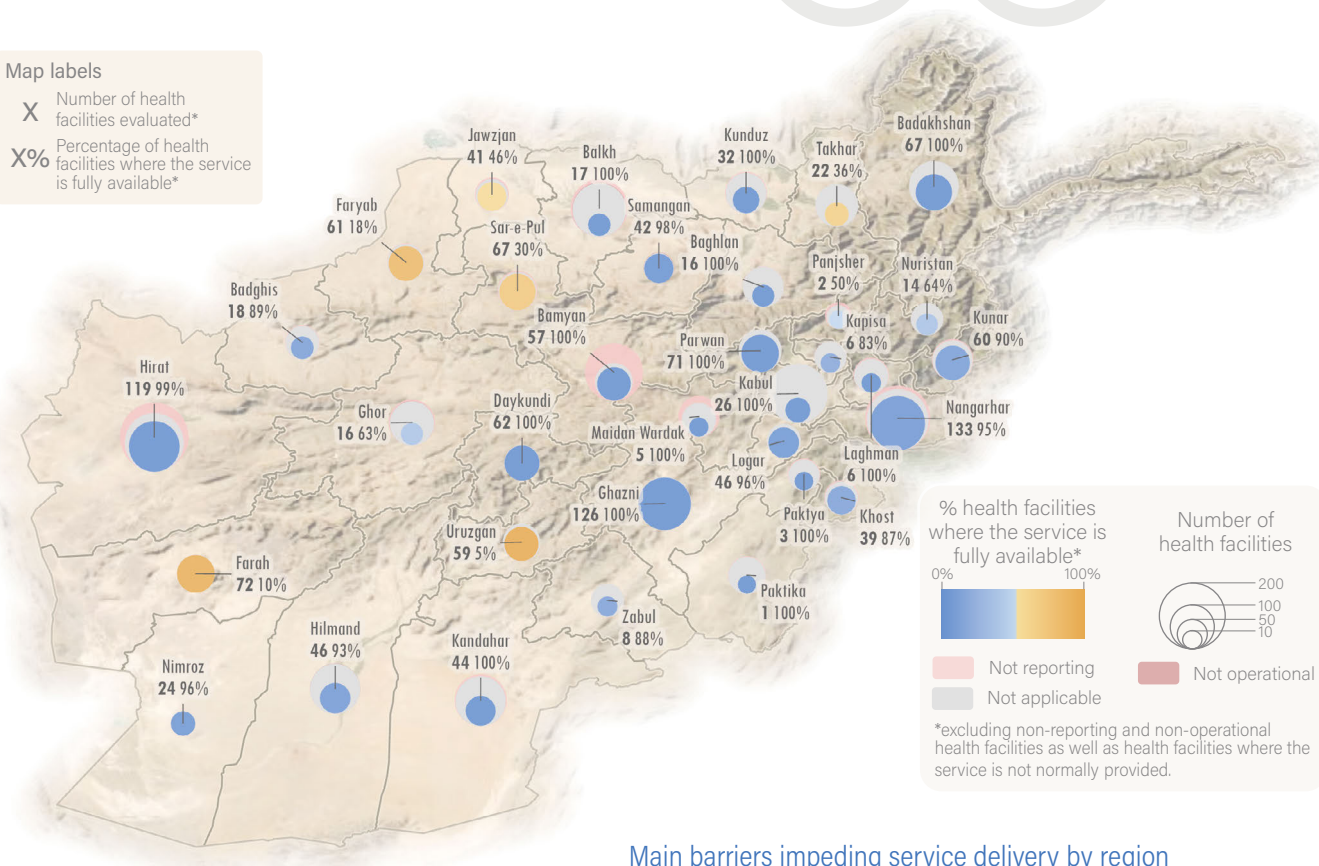 Map labels
X Number of health
facilities evaluated*
X% Percentage of health
facilities where the service
is fully available*
Jawzjan
41 46%
Balkh
17 100%
Kunduz
32 100%
Takhar
22 36%
Badakhshan
67 100%
Faryab
61 18%
Sar-e-Pul
67 30%
Samangan
42 98%
Baghlan
16 100%
Panjsher
2 50%
Nuristan
14 64%
Badghis
18 89%
Bamyan
57 100%
Parwan
71 100%
Kapisa
6 83%
Kunar
60 90%
Hirat
119 99%
Ghor
16 63%
Daykundi
62 100%
Kabul
26 100%
Maidan Wardak
5 100%
Nangarhar
133 95%
Logar
46 96%
Laghman
6 100%
Ghazni
126 100%
Paktya
3 100%
Khost
39 87%
Uruzgan
59 5%
Farah
72 10%
Zabul
8 88%
Paktika
1 100%
Hilmand
46 93%
Kandahar
44 100%
Nimroz
24 96%
% health facilities
where the service is
fully available*
0% 100%
Number of
health facilities
200
100
50
10
Not reporting
Not applicable
Not operational
*excluding non-reporting and non-operational
health facilities as well as health facilities where the
service is not normally provided.
Main barriers impeding service delivery by region